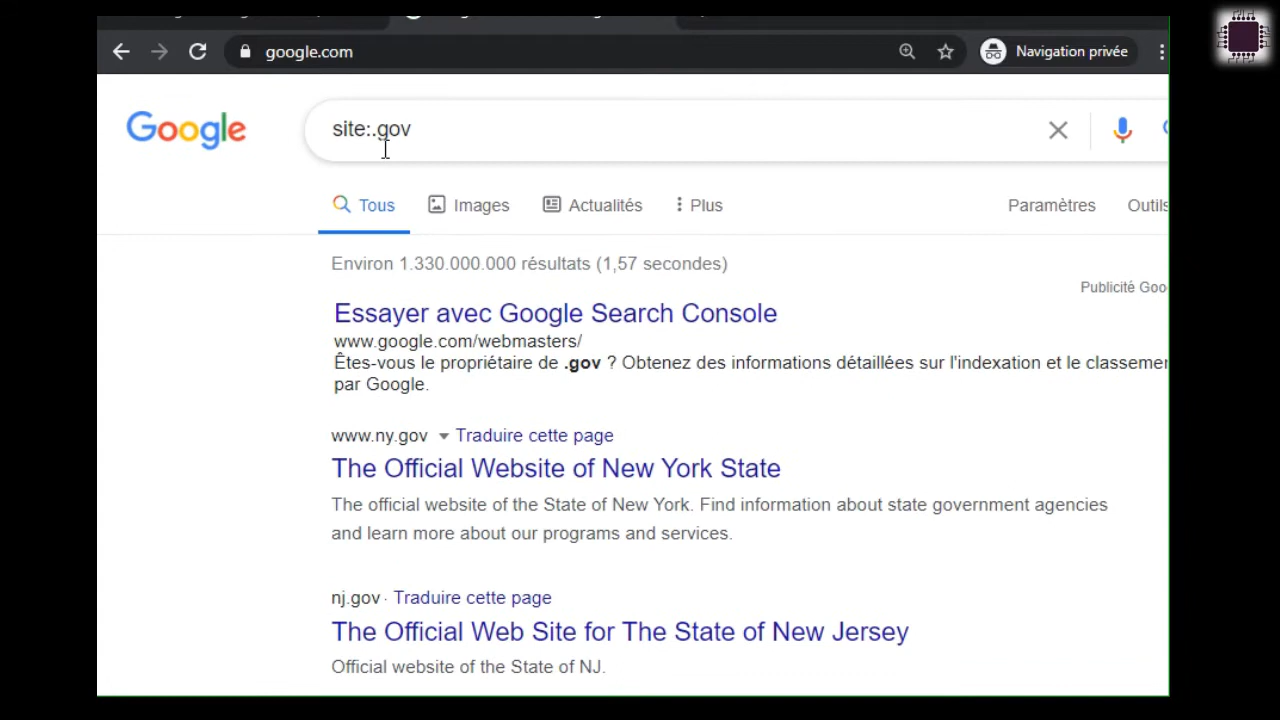 google.com
Navigation privée
Google
site:.gov
Tous
Images
Actualités
Plus
Paramètres
Outils
Environ 1.330.000.000 résultats (1,57 secondes)
Publicité Goo
Essayer avec Google Search Console
www.google.com/webmasters/
Êtes-vous le propriétaire de .gov ? Obtenez des informations détaillées sur l'indexation et le classemer
par Google.
www.ny.gov Traduire cette page
The Official Website of New York State
The official website of the State of New York. Find information about state government agencies
and learn more about our programs and services.
nj.gov · Traduire cette page
The Official Web Site for The State of New Jersey
Official website of the State of NJ.